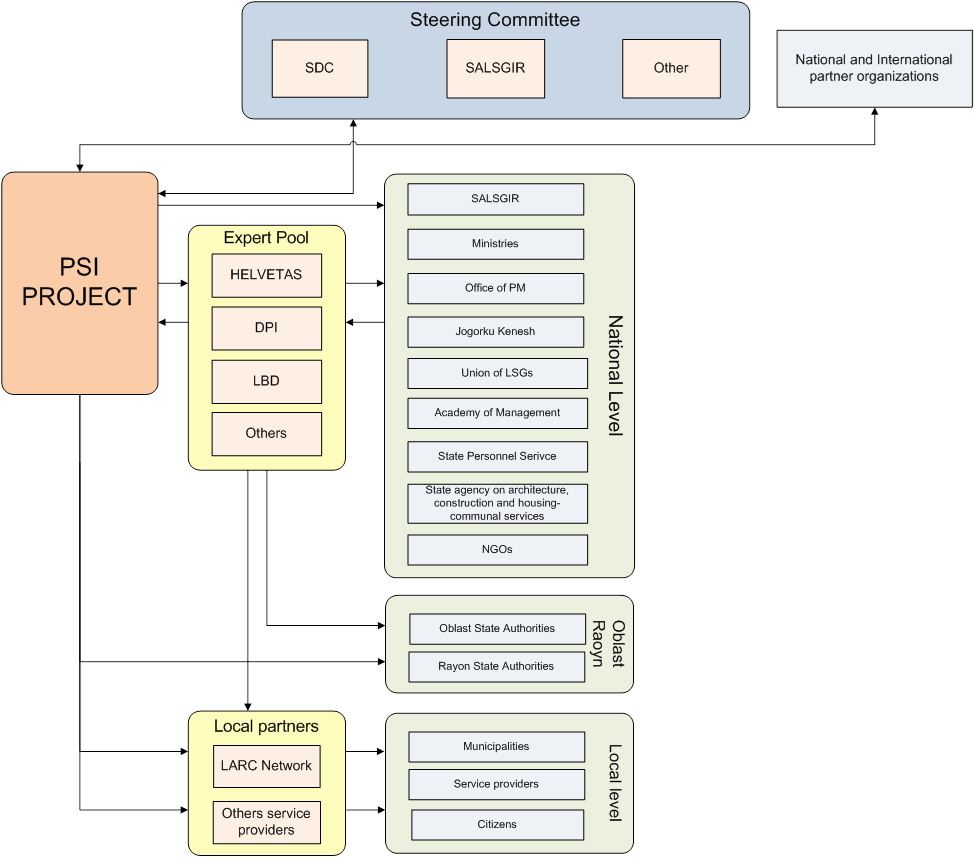 Steering Committee
SDC
SALSGIR
Other
National and International
partner organizations
PSI
PROJECT
Expert Pool
HELVETAS
DPI
LBD
Others
SALSGIR
Ministries
Office of PM
Jogorku Kenesh
Union of LSGs
Academy of Management
State Personnel Serivce
State agency on architecture,
construction and housing-
communal services
NGOs
National Level
Oblast State Authorities
Rayon State Authorities
Oblast
Raoyn
Local partners
LARC Network
Others service
providers
Municipalities
Service providers
Citizens
Local level